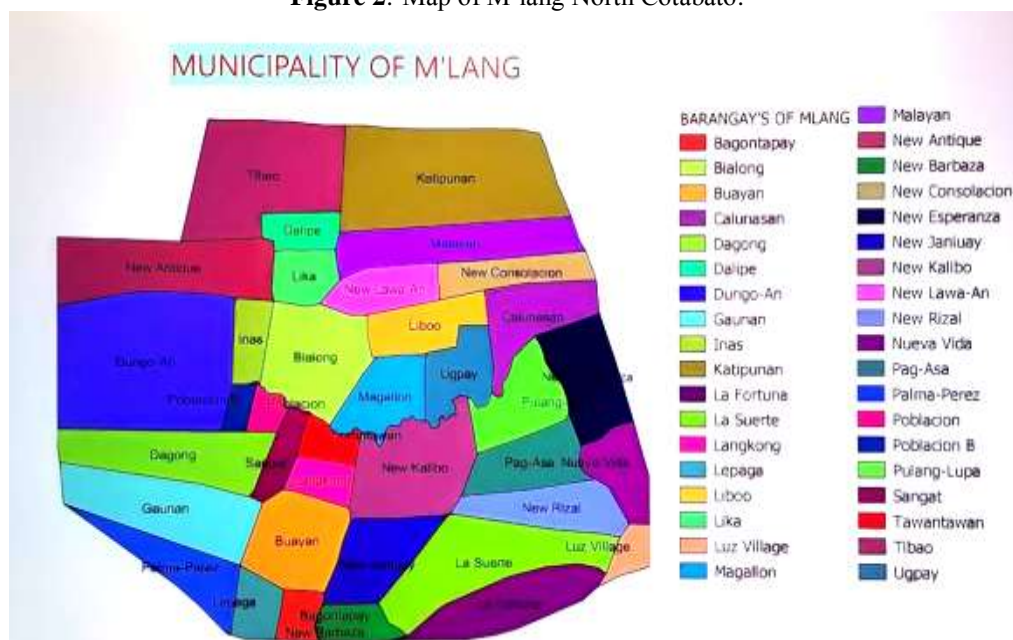 Figure 2. Map of M'lang North Cotabato.
MUNICIPALITY OF M'LANG
BARANGAY'S OF MLANG
Bagontapay
Bialong
Buayan
Calunasan
Dagong
Dalipe
Dungo-An
Gaunan
Inas
Katipunan
La Fortuna
La Suerte
Langkong
Lepaga
Liboo
Lika
Luz Village
Magallon
Malayan
New Antique
New Barbaza
New Consolacion
New Esperanza
New Janiuay
New Kalibo
New Lawa-An
New Rizal
Nueva Vida
Pag-Asa
Palma-Perez
Poblacion
Poblacion B
Pulang-Lupa
Sangat
Tawantawan
Tibao
Ugpay
Tibao
Katipunan
Dalipe
Malayan
New Antique
Lika
New Lawa-An
New Consolacion
Dungo-An
Inas
Bialong
Liboo
Calunasan
Magallon
Ugpay
Pulang-
Dagong
New Kalibo
Pag-Asa
Nueva Vida
Gaunan
Buayan
New Rizal
Palma-Perez
La Suerte
Luz Village
Bagontapay
New Barbaza